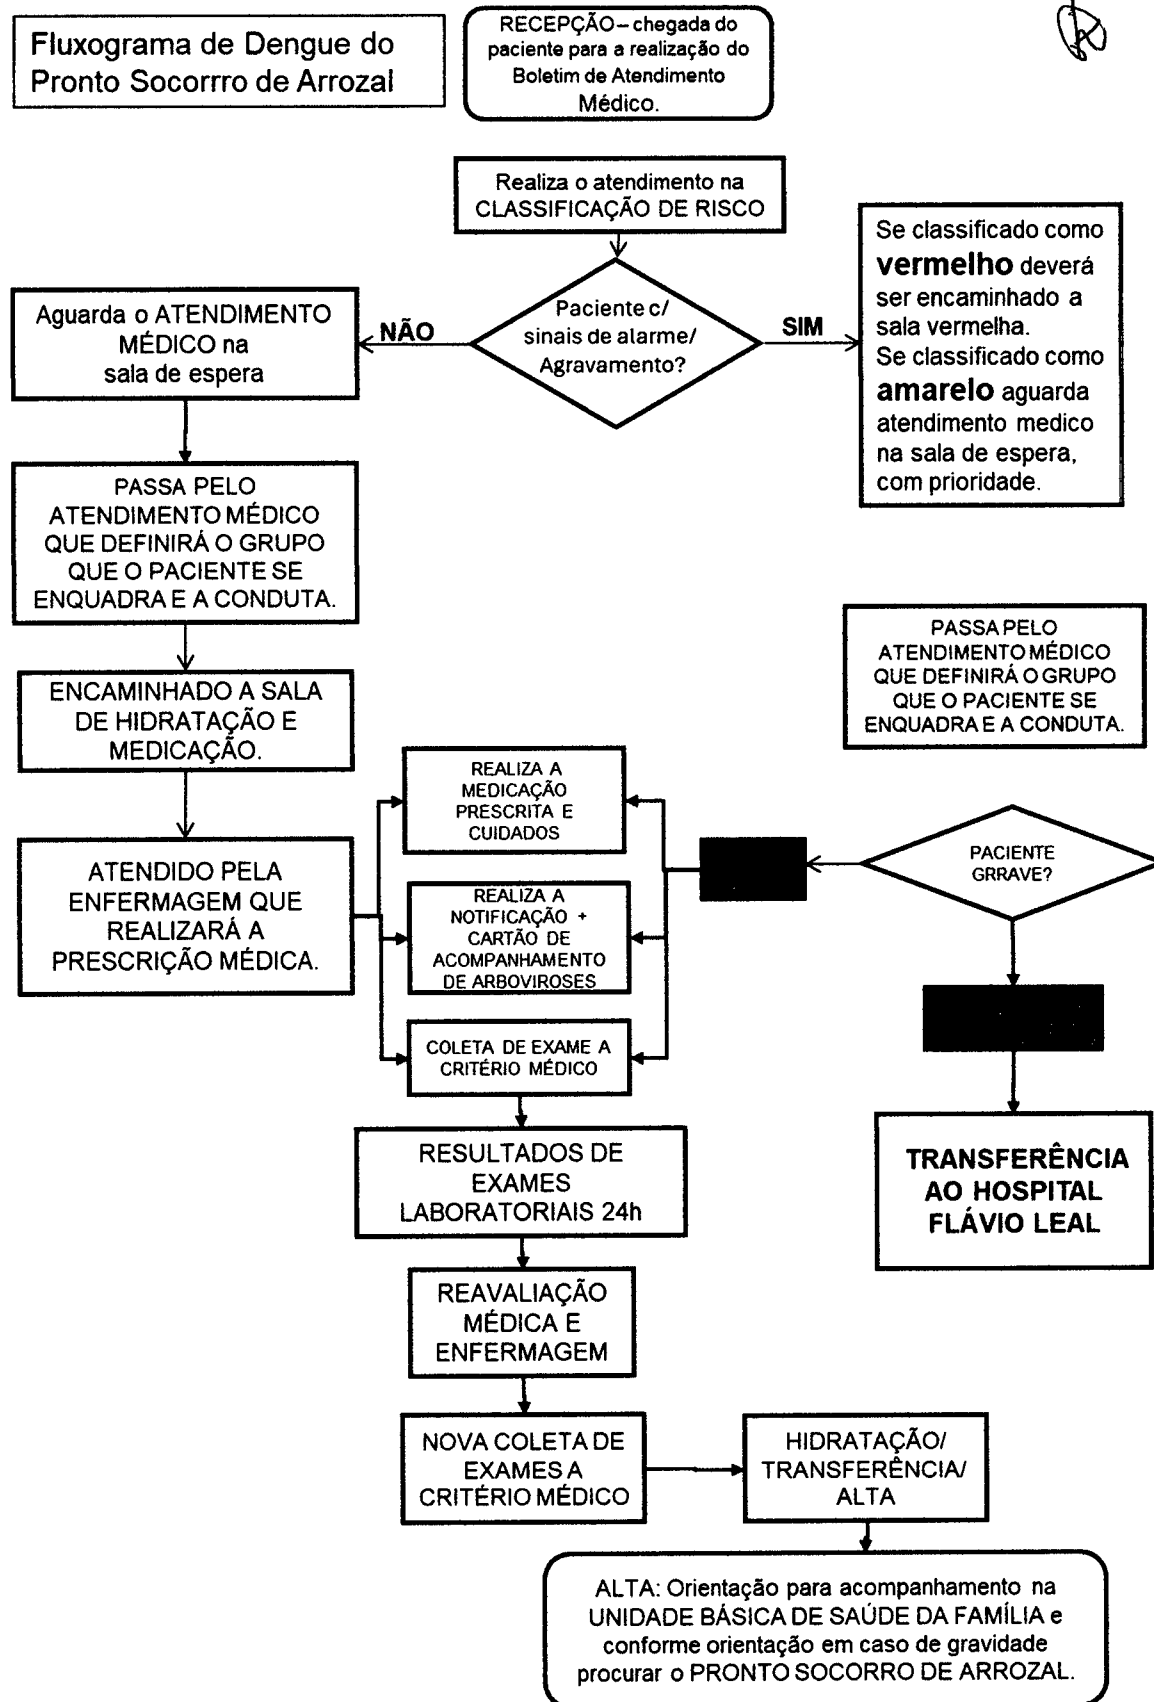 Fluxograma de Dengue do
Pronto Socorrro de Arrozal
RECEPÇÃO – chegada do
paciente para a realização do
Boletim de Atendimento
Médico.
Realiza o atendimento na
CLASSIFICAÇÃO DE RISCO
Paciente c/
sinais de alarme/
Agravamento?
NÃO
SIM
Se classificado como
vermelho deverá
ser encaminhado a
sala vermelha.
Se classificado como
amarelo aguarda
atendimento medico
na sala de espera,
com prioridade.
Aguarda o ATENDIMENTO
MÉDICO na
sala de espera
PASSA PELO
ATENDIMENTO MÉDICO
QUE DEFINIRÁ O GRUPO
QUE O PACIENTE SE
ENQUADRA E A CONDUTA.
ENCAMINHADO A SALA
DE HIDRATAÇÃO E
MEDICAÇÃO.
ATENDIDO PELA
ENFERMAGEM QUE
REALIZARÁ A
PRESCRIÇÃO MÉDICA.
PASSA PELO
ATENDIMENTO MÉDICO
QUE DEFINIRÁ O GRUPO
QUE O PACIENTE SE
ENQUADRA E A CONDUTA.
PACIENTE
GRRAVE?
REALIZA A
MEDICAÇÃO
PRESCRITA E
CUIDADOS
REALIZA A
NOTIFICAÇÃO +
CARTÃO DE
ACOMPANHAMENTO
DE ARBOVIROSES
COLETA DE EXAME A
CRITÉRIO MÉDICO
TRANSFERÊNCIA
AO HOSPITAL
FLÁVIO LEAL
RESULTADOS DE
EXAMES
LABORATORIAIS 24h
REAVALIAÇÃO
MÉDICA E
ENFERMAGEM
NOVA COLETA DE
EXAMES A
CRITÉRIO MÉDICO
HIDRATAÇÃO/
TRANSFERÊNCIA/
ALTA
ALTA: Orientação para acompanhamento na
UNIDADE BÁSICA DE SAÚDE DA FAMÍLIA e
conforme orientação em caso de gravidade
procurar o PRONTO SOCORRO DE ARROZAL.